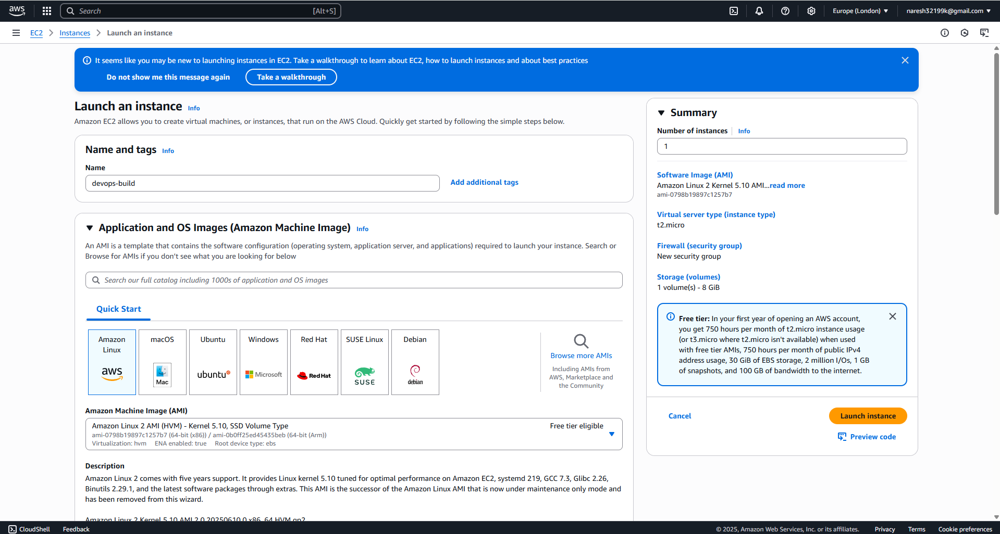 aws
Search
[Alt+S]
Europe (London)
naresh32199k@gmail.com
EC2
Instances
Launch an instance
It seems like you may be new to launching instances in EC2. Take a walkthrough to learn about EC2, how to launch instances and about best practices
Do not show me this message again
Take a walkthrough
Launch an instance Info
Amazon EC2 allows you to create virtual machines, or instances, that run on the AWS Cloud. Quickly get started by following the simple steps below.
Name and tags Info
Name
devops-build
Add additional tags
Application and OS Images (Amazon Machine Image) Info
An AMI is a template that contains the software configuration (operating system, application server, and applications) required to launch your instance. Search or
Browse for AMIs if you don't see what you are looking for below
Search our full catalog including 1000s of application and OS images
Quick Start
Amazon
Linux
aws
macOS
Mac
Ubuntu
ubuntu
Windows
Microsoft
Red Hat
Red Hat
SUSE Linux
SUSE
Debian
debian
Browse more AMIs
Including AMIs from
AWS, Marketplace and
the Community
Amazon Machine Image (AMI)
Amazon Linux 2 AMI (HVM) - Kernel 5.10, SSD Volume Type
Free tier eligible
ami-0798b19897c1257b7 (64-bit (x86)) / ami-0b0ff25ed45435beb (64-bit (Arm))
Virtualization: hvm ENA enabled: true Root device type: ebs
Description
Amazon Linux 2 comes with five years support. It provides Linux kernel 5.10 tuned for optimal performance on Amazon EC2, systemd 219, GCC 7.3, Glibc 2.26,
Binutils 2.29.1, and the latest software packages through extras. This AMI is the successor of the Amazon Linux AMI that is now under maintenance only mode and
has been removed from this wizard.
Amazon Linux 2 Kernel 5.10 AMI 2.0.20250610.0 x86_64 HVM gp2
Summary
Number of instances Info
1
Software Image (AMI)
Amazon Linux 2 Kernel 5.10 AMI...read more
ami-0798b19897c1257b7
Virtual server type (instance type)
t2.micro
Firewall (security group)
New security group
Storage (volumes)
1 volume(s) - 8 GiB
Free tier: In your first year of opening an AWS account,
you get 750 hours per month of t2.micro instance usage
(or t3.micro where t2.micro isn't available) when used
with free tier AMIs, 750 hours per month of public IPv4
address usage, 30 GiB of EBS storage, 2 million I/Os, 1 GB
of snapshots, and 100 GB of bandwidth to the internet.
Cancel
Launch instance
Preview code
CloudShell
Feedback
© 2025, Amazon Web Services, Inc. or its affiliates.
Privacy
Terms
Cookie preferences